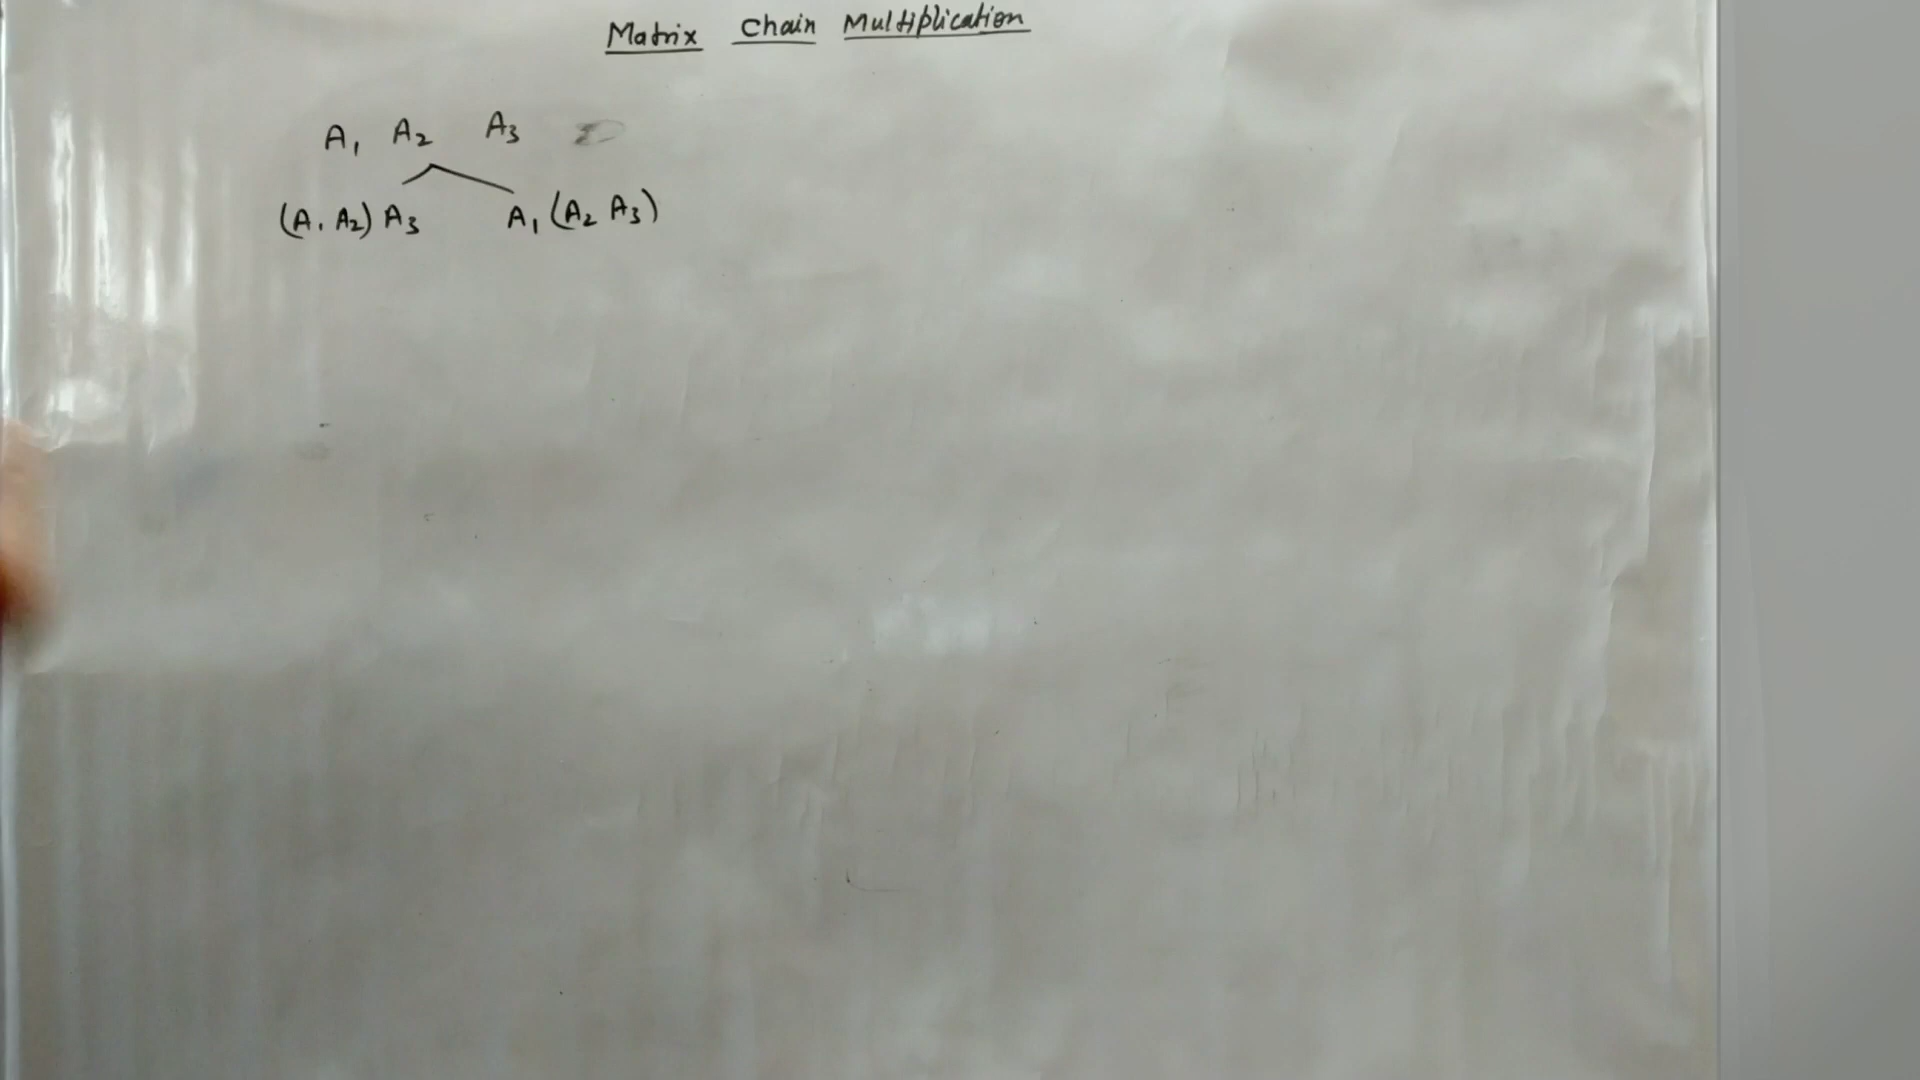 Matrix Chain Multiplication
A₁ A₂ A₃
(A₁ A₂) A₃ A₁ (A₂ A₃)